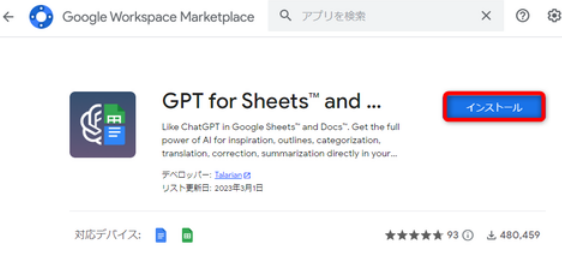 Google Workspace Marketplace
アプリを検索
GPT for Sheets™ and ...
インストール
Like ChatGPT in Google Sheets™ and Docs™. Get the full
power of AI for inspiration, outlines, categorization,
translation, correction, summarization directly in your...
デベロッパー: Talarian
リスト更新日: 2023年3月1日
対応デバイス:
93
480,459